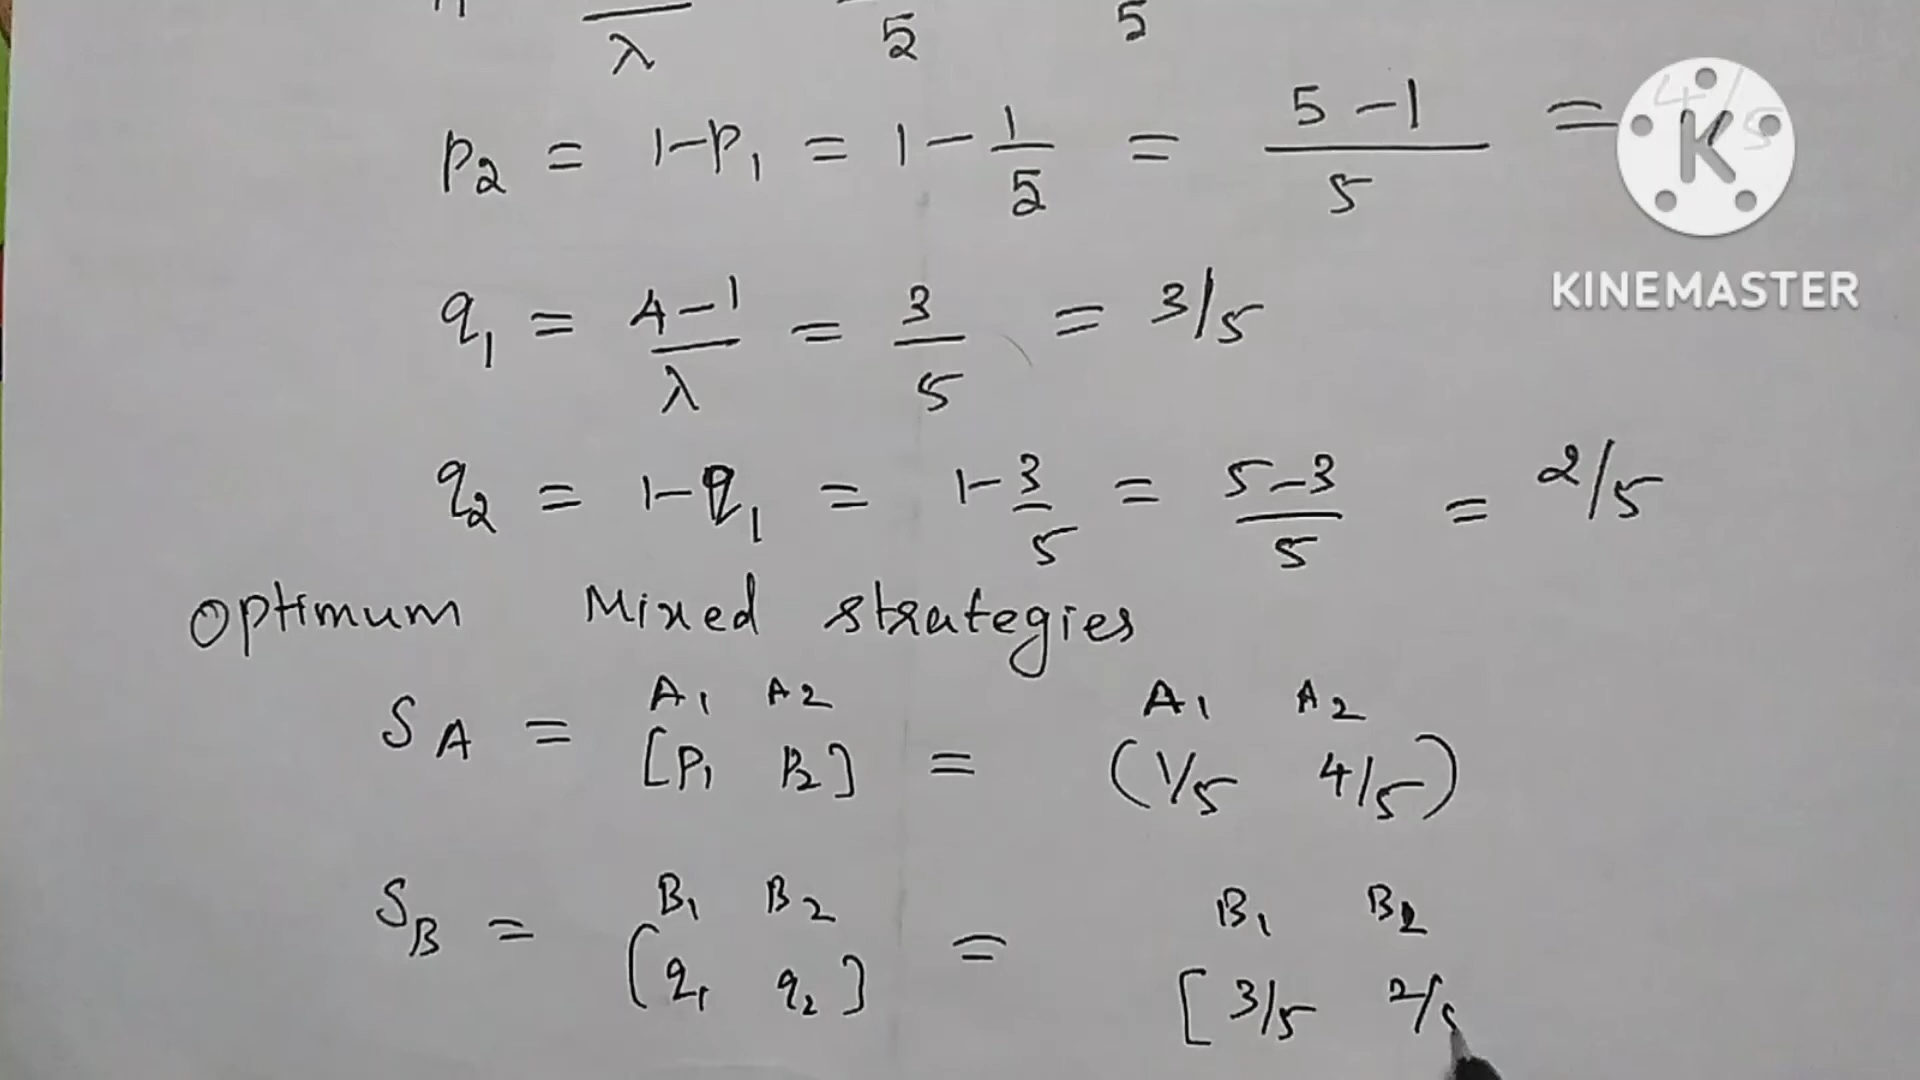 λ 5 5
p2 = 1-P1 = 1 - 1/5 = 5-1/5 = 4/5
KINEMASTER
q1 = 4-1/λ = 3/5 = 3/5
q2 = 1-q1 = 1-3/5 = 5-3/5 = 2/5
Optimum Mixed strategies
A1 A2 A1 A2
SA = [P1 P2] = (1/5 4/5)
B1 B2 B1 B2
SB = (q1 q2] = [3/5 2/5